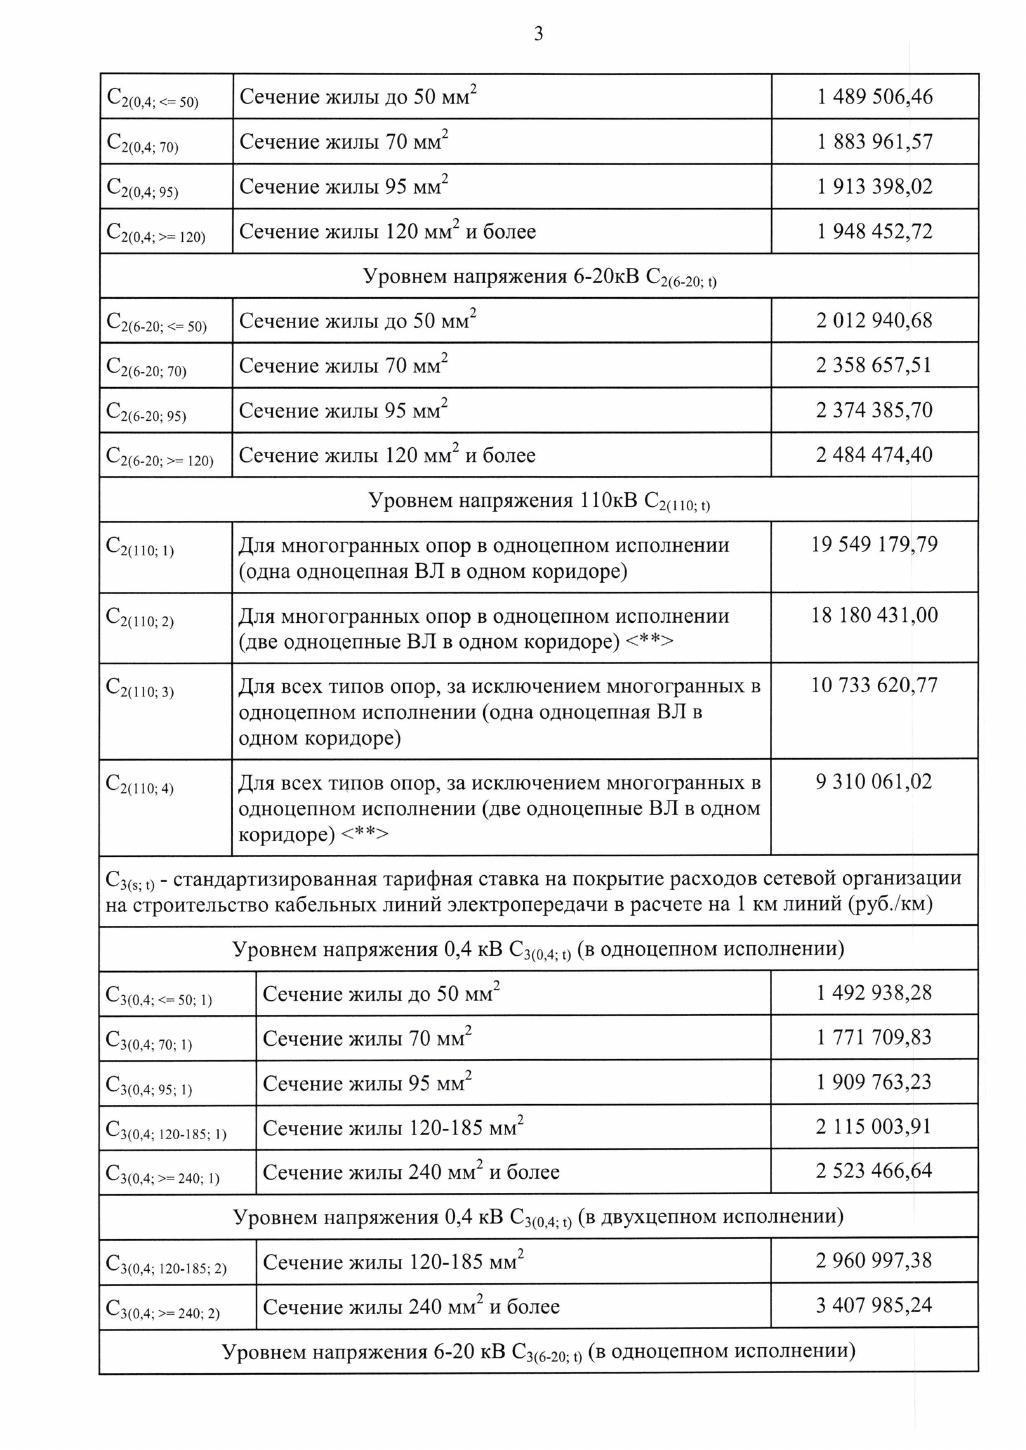 3
C2(0,4; <= 50) Сечение жилы до 50 мм2 1 489 506,46
C2(0,4; 70) Сечение жилы 70 мм2 1 883 961,57
C2(0,4; 95) Сечение жилы 95 мм2 1 913 398,02
C2(0,4; >= 120) Сечение жилы 120 мм2 и более 1 948 452,72
Уровнем напряжения 6-20кВ C2(6-20; t)
C2(6-20; <= 50) Сечение жилы до 50 мм2 2 012 940,68
C2(6-20; 70) Сечение жилы 70 мм2 2 358 657,51
C2(6-20; 95) Сечение жилы 95 мм2 2 374 385,70
C2(6-20; >= 120) Сечение жилы 120 мм2 и более 2 484 474,40
Уровнем напряжения 110кВ C2(110; t)
C2(110; 1) Для многогранных опор в одноцепном исполнении 19 549 179,79
(одна одноцепная ВЛ в одном коридоре)
C2(110; 2) Для многогранных опор в одноцепном исполнении 18 180 431,00
(две одноцепные ВЛ в одном коридоре) <**>
C2(110; 3) Для всех типов опор, за исключением многогранных в 10 733 620,77
одноцепном исполнении (одна одноцепная ВЛ в
одном коридоре)
C2(110; 4) Для всех типов опор, за исключением многогранных в 9 310 061,02
одноцепном исполнении (две одноцепные ВЛ в одном
коридоре) <**>
C3(s; t) - стандартизированная тарифная ставка на покрытие расходов сетевой организации
на строительство кабельных линий электропередачи в расчете на 1 км линий (руб./км)
Уровнем напряжения 0,4 кВ C3(0,4; t) (в одноцепном исполнении)
C3(0,4; <= 50; 1) Сечение жилы до 50 мм2 1 492 938,28
C3(0,4; 70; 1) Сечение жилы 70 мм2 1 771 709,83
C3(0,4; 95; 1) Сечение жилы 95 мм2 1 909 763,23
C3(0,4; 120-185; 1) Сечение жилы 120-185 мм2 2 115 003,91
C3(0,4; >= 240; 1) Сечение жилы 240 мм2 и более 2 523 466,64
Уровнем напряжения 0,4 кВ C3(0,4; t) (в двухцепном исполнении)
C3(0,4; 120-185; 2) Сечение жилы 120-185 мм2 2 960 997,38
C3(0,4; >= 240; 2) Сечение жилы 240 мм2 и более 3 407 985,24
Уровнем напряжения 6-20 кВ C3(6-20; t) (в одноцепном исполнении)